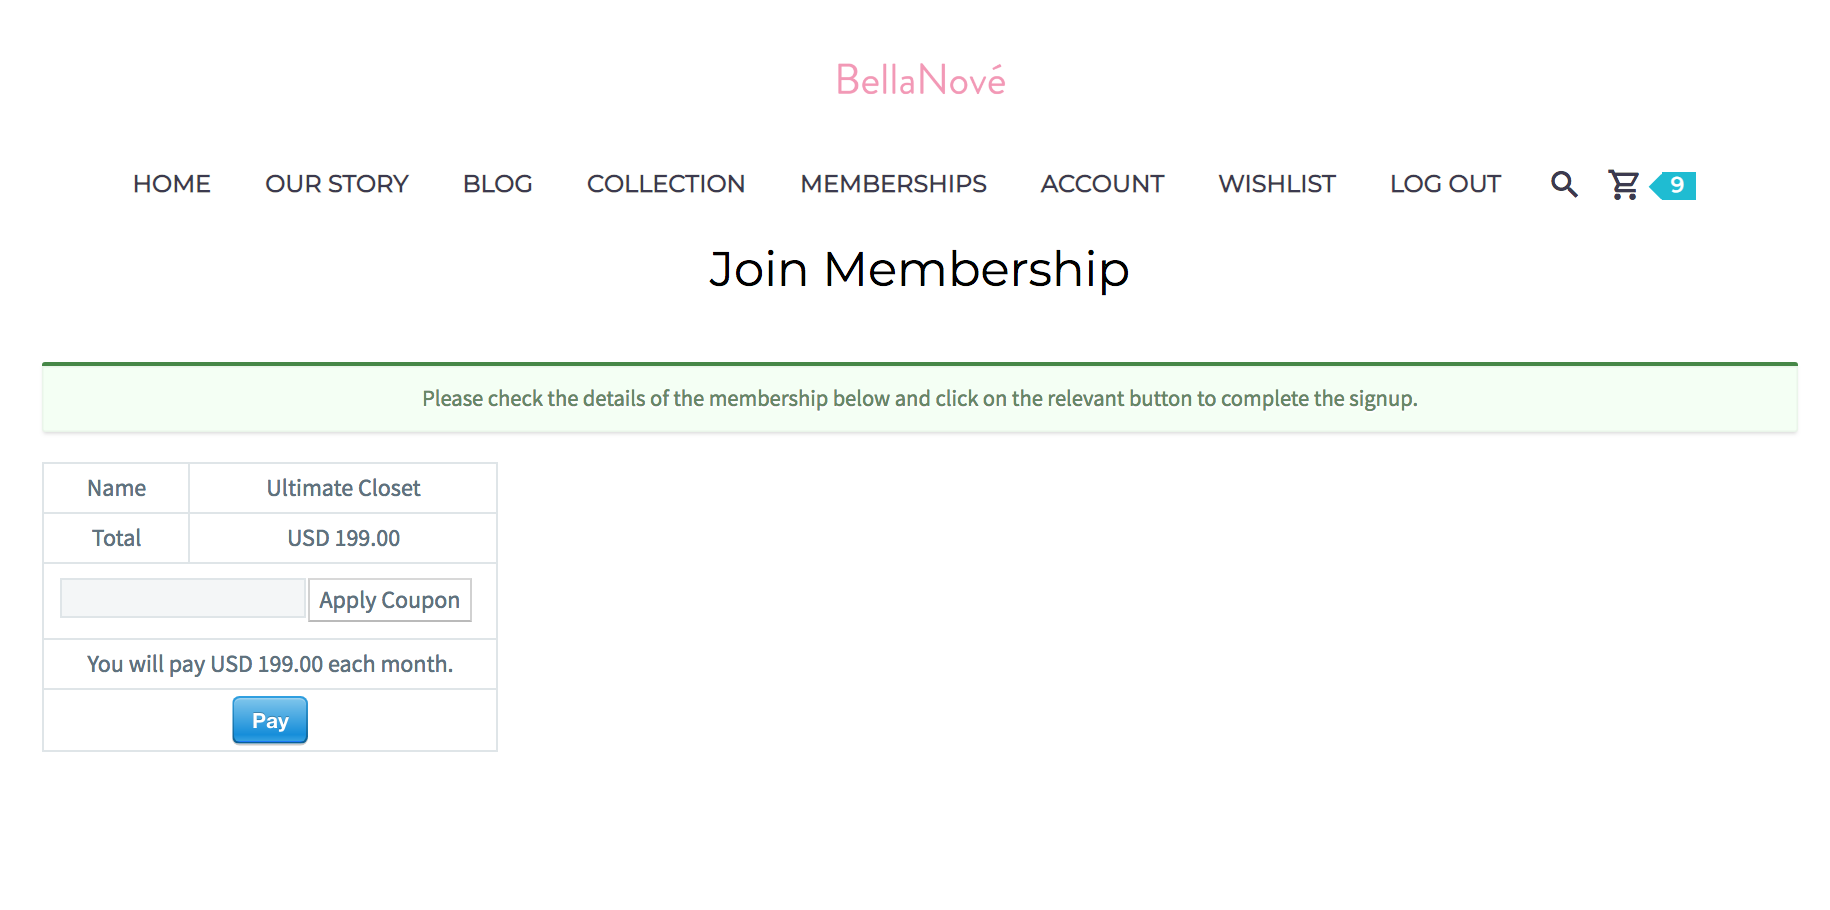 BellaNové
HOME OUR STORY BLOG COLLECTION MEMBERSHIPS ACCOUNT WISHLIST LOG OUT 9
Join Membership
Please check the details of the membership below and click on the relevant button to complete the signup.
Name Ultimate Closet
Total USD 199.00
Apply Coupon
You will pay USD 199.00 each month.
Pay